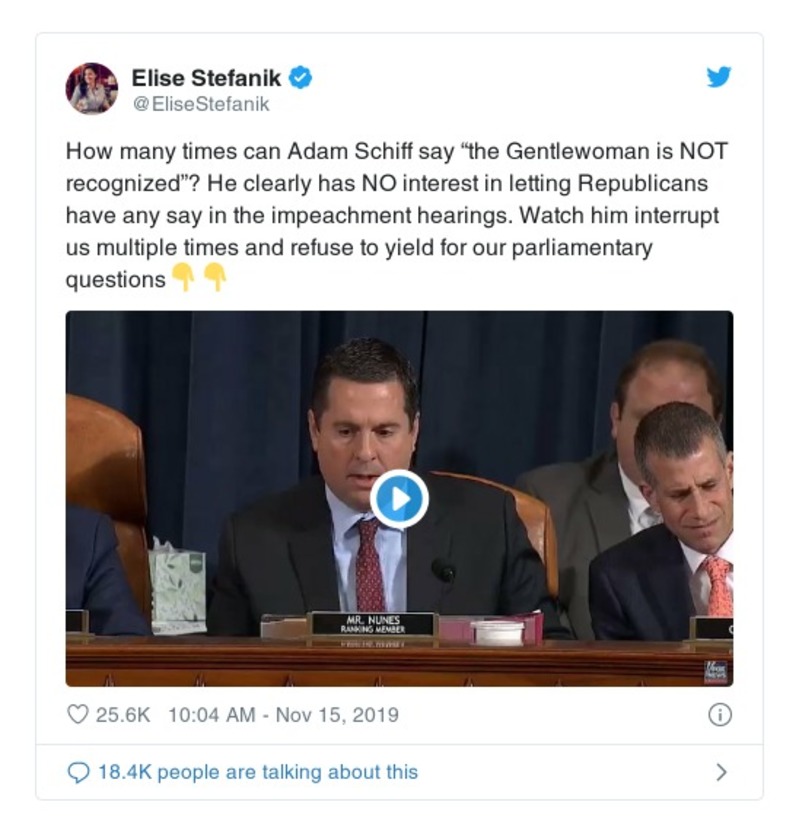 Elise Stefanik
@EliseStefanik
How many times can Adam Schiff say “the Gentlewoman is NOT
recognized”? He clearly has NO interest in letting Republicans
have any say in the impeachment hearings. Watch him interrupt
us multiple times and refuse to yield for our parliamentary
questions
MR. NUNES
RANKING MEMBER
FOX
NEWS
25.6K 10:04 AM - Nov 15, 2019
18.4K people are talking about this